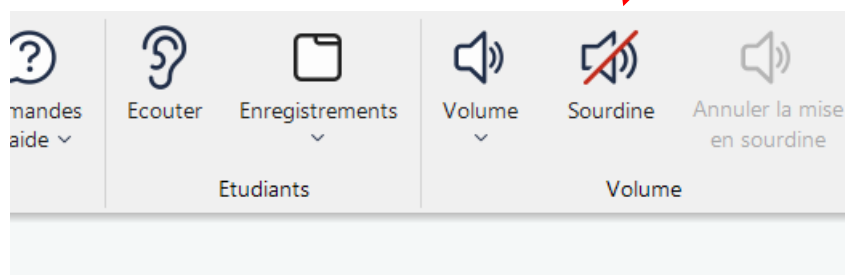 mandes
aide
Ecouter
Enregistrements
Etudiants
Volume
Sourdine
Annuler la mise
en sourdine
Volume